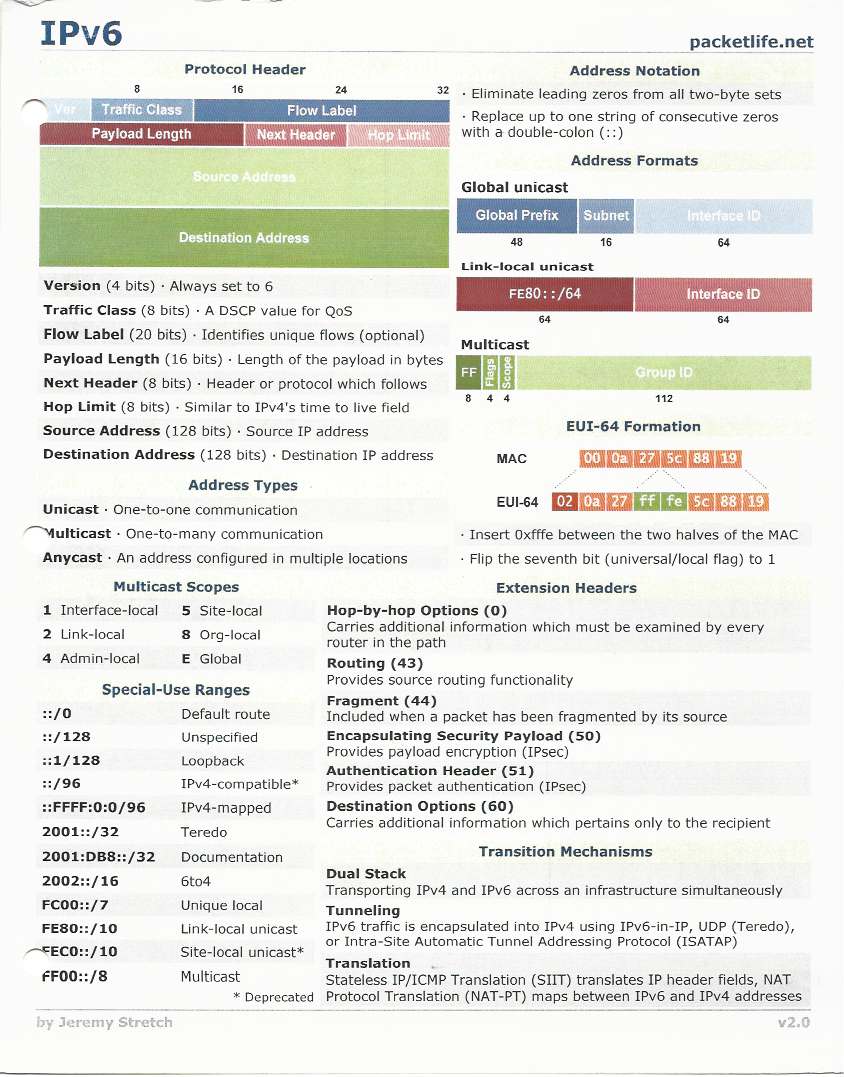 IPv6
packetlife.net
Protocol Header
8 16 24 32
Ver Traffic Class Flow Label
Payload Length Next Header Hop Limit
Source Address
Destination Address
Version (4 bits) · Always set to 6
Traffic Class (8 bits) · A DSCP value for QoS
Flow Label (20 bits) · Identifies unique flows (optional)
Payload Length (16 bits) · Length of the payload in bytes
Next Header (8 bits) · Header or protocol which follows
Hop Limit (8 bits) · Similar to IPv4's time to live field
Source Address (128 bits) · Source IP address
Destination Address (128 bits) · Destination IP address
Address Types
Unicast · One-to-one communication
Multicast · One-to-many communication
Anycast · An address configured in multiple locations
Multicast Scopes
1 Interface-local 5 Site-local
2 Link-local 8 Org-local
4 Admin-local E Global
Special-Use Ranges
::/0 Default route
::/128 Unspecified
::1/128 Loopback
::/96 IPv4-compatible*
::FFFF:0:0/96 IPv4-mapped
2001::/32 Teredo
2001:DB8::/32 Documentation
2002::/16 6to4
FC00::/7 Unique local
FE80::/10 Link-local unicast
FEC0::/10 Site-local unicast*
FF00::/8 Multicast
* Deprecated
Address Notation
· Eliminate leading zeros from all two-byte sets
· Replace up to one string of consecutive zeros
with a double-colon (::)
Address Formats
Global unicast
Global Prefix Subnet Interface ID
48 16 64
Link-local unicast
FE80::/64 Interface ID
64 64
Multicast
FF Flags Scope Group ID
8 4 4 112
EUI-64 Formation
MAC 00 0a 27 5c 88 19
EUI-64 02 0a 27 ff fe 5c 88 19
· Insert 0xfffe between the two halves of the MAC
· Flip the seventh bit (universal/local flag) to 1
Extension Headers
Hop-by-hop Options (0)
Carries additional information which must be examined by every
router in the path
Routing (43)
Provides source routing functionality
Fragment (44)
Included when a packet has been fragmented by its source
Encapsulating Security Payload (50)
Provides payload encryption (IPsec)
Authentication Header (51)
Provides packet authentication (IPsec)
Destination Options (60)
Carries additional information which pertains only to the recipient
Transition Mechanisms
Dual Stack
Transporting IPv4 and IPv6 across an infrastructure simultaneously
Tunneling
IPv6 traffic is encapsulated into IPv4 using IPv6-in-IP, UDP (Teredo),
or Intra-Site Automatic Tunnel Addressing Protocol (ISATAP)
Translation
Stateless IP/ICMP Translation (SIIT) translates IP header fields, NAT
Protocol Translation (NAT-PT) maps between IPv6 and IPv4 addresses
by Jeremy Stretch
v2.0